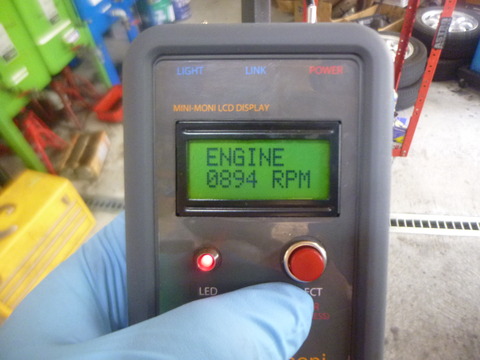 LIGHT LINK POWER
MINI-MONI LCD DISPLAY
ENGINE
0894 RPM
LED